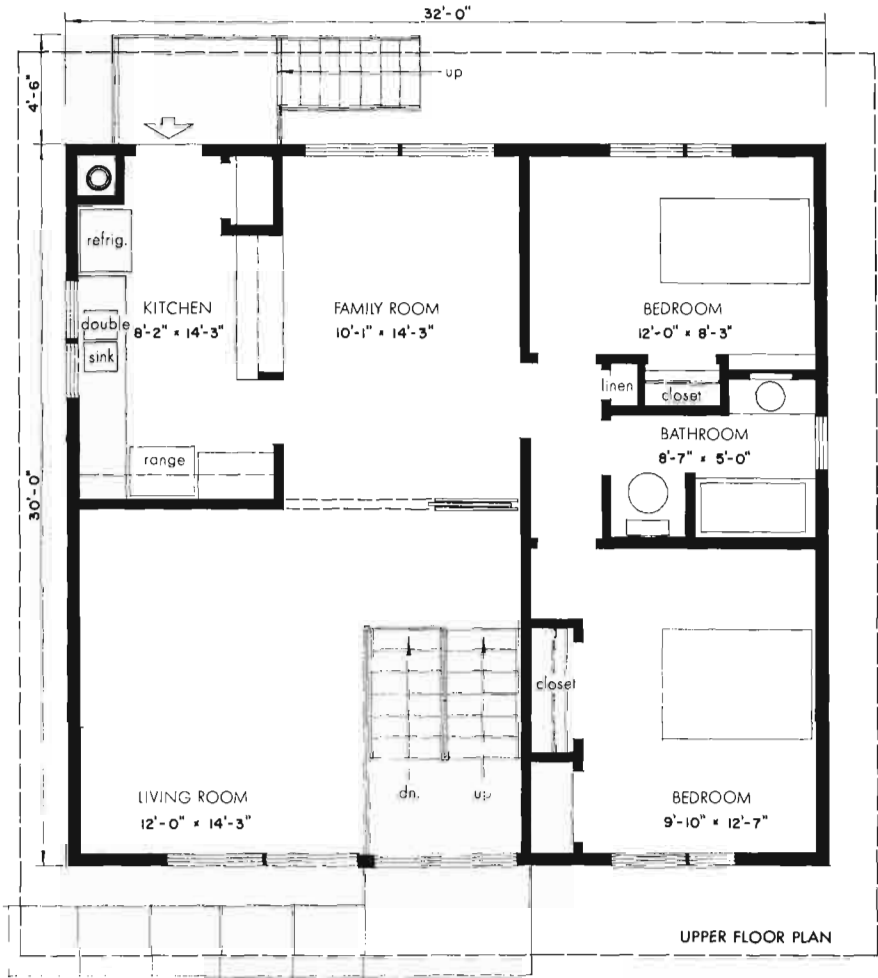 32'-0"
up
4'-6"
refrig.
KITCHEN
8'-2" × 14'-3"
double
sink
FAMILY ROOM
10'-1" × 14'-3"
BEDROOM
12'-0" × 8'-3"
linen
closet
BATHROOM
8'-7" × 5'-0"
range
30'-0"
closet
dn.
up
LIVING ROOM
12'-0" × 14'-3"
BEDROOM
9'-10" × 12'-7"
UPPER FLOOR PLAN